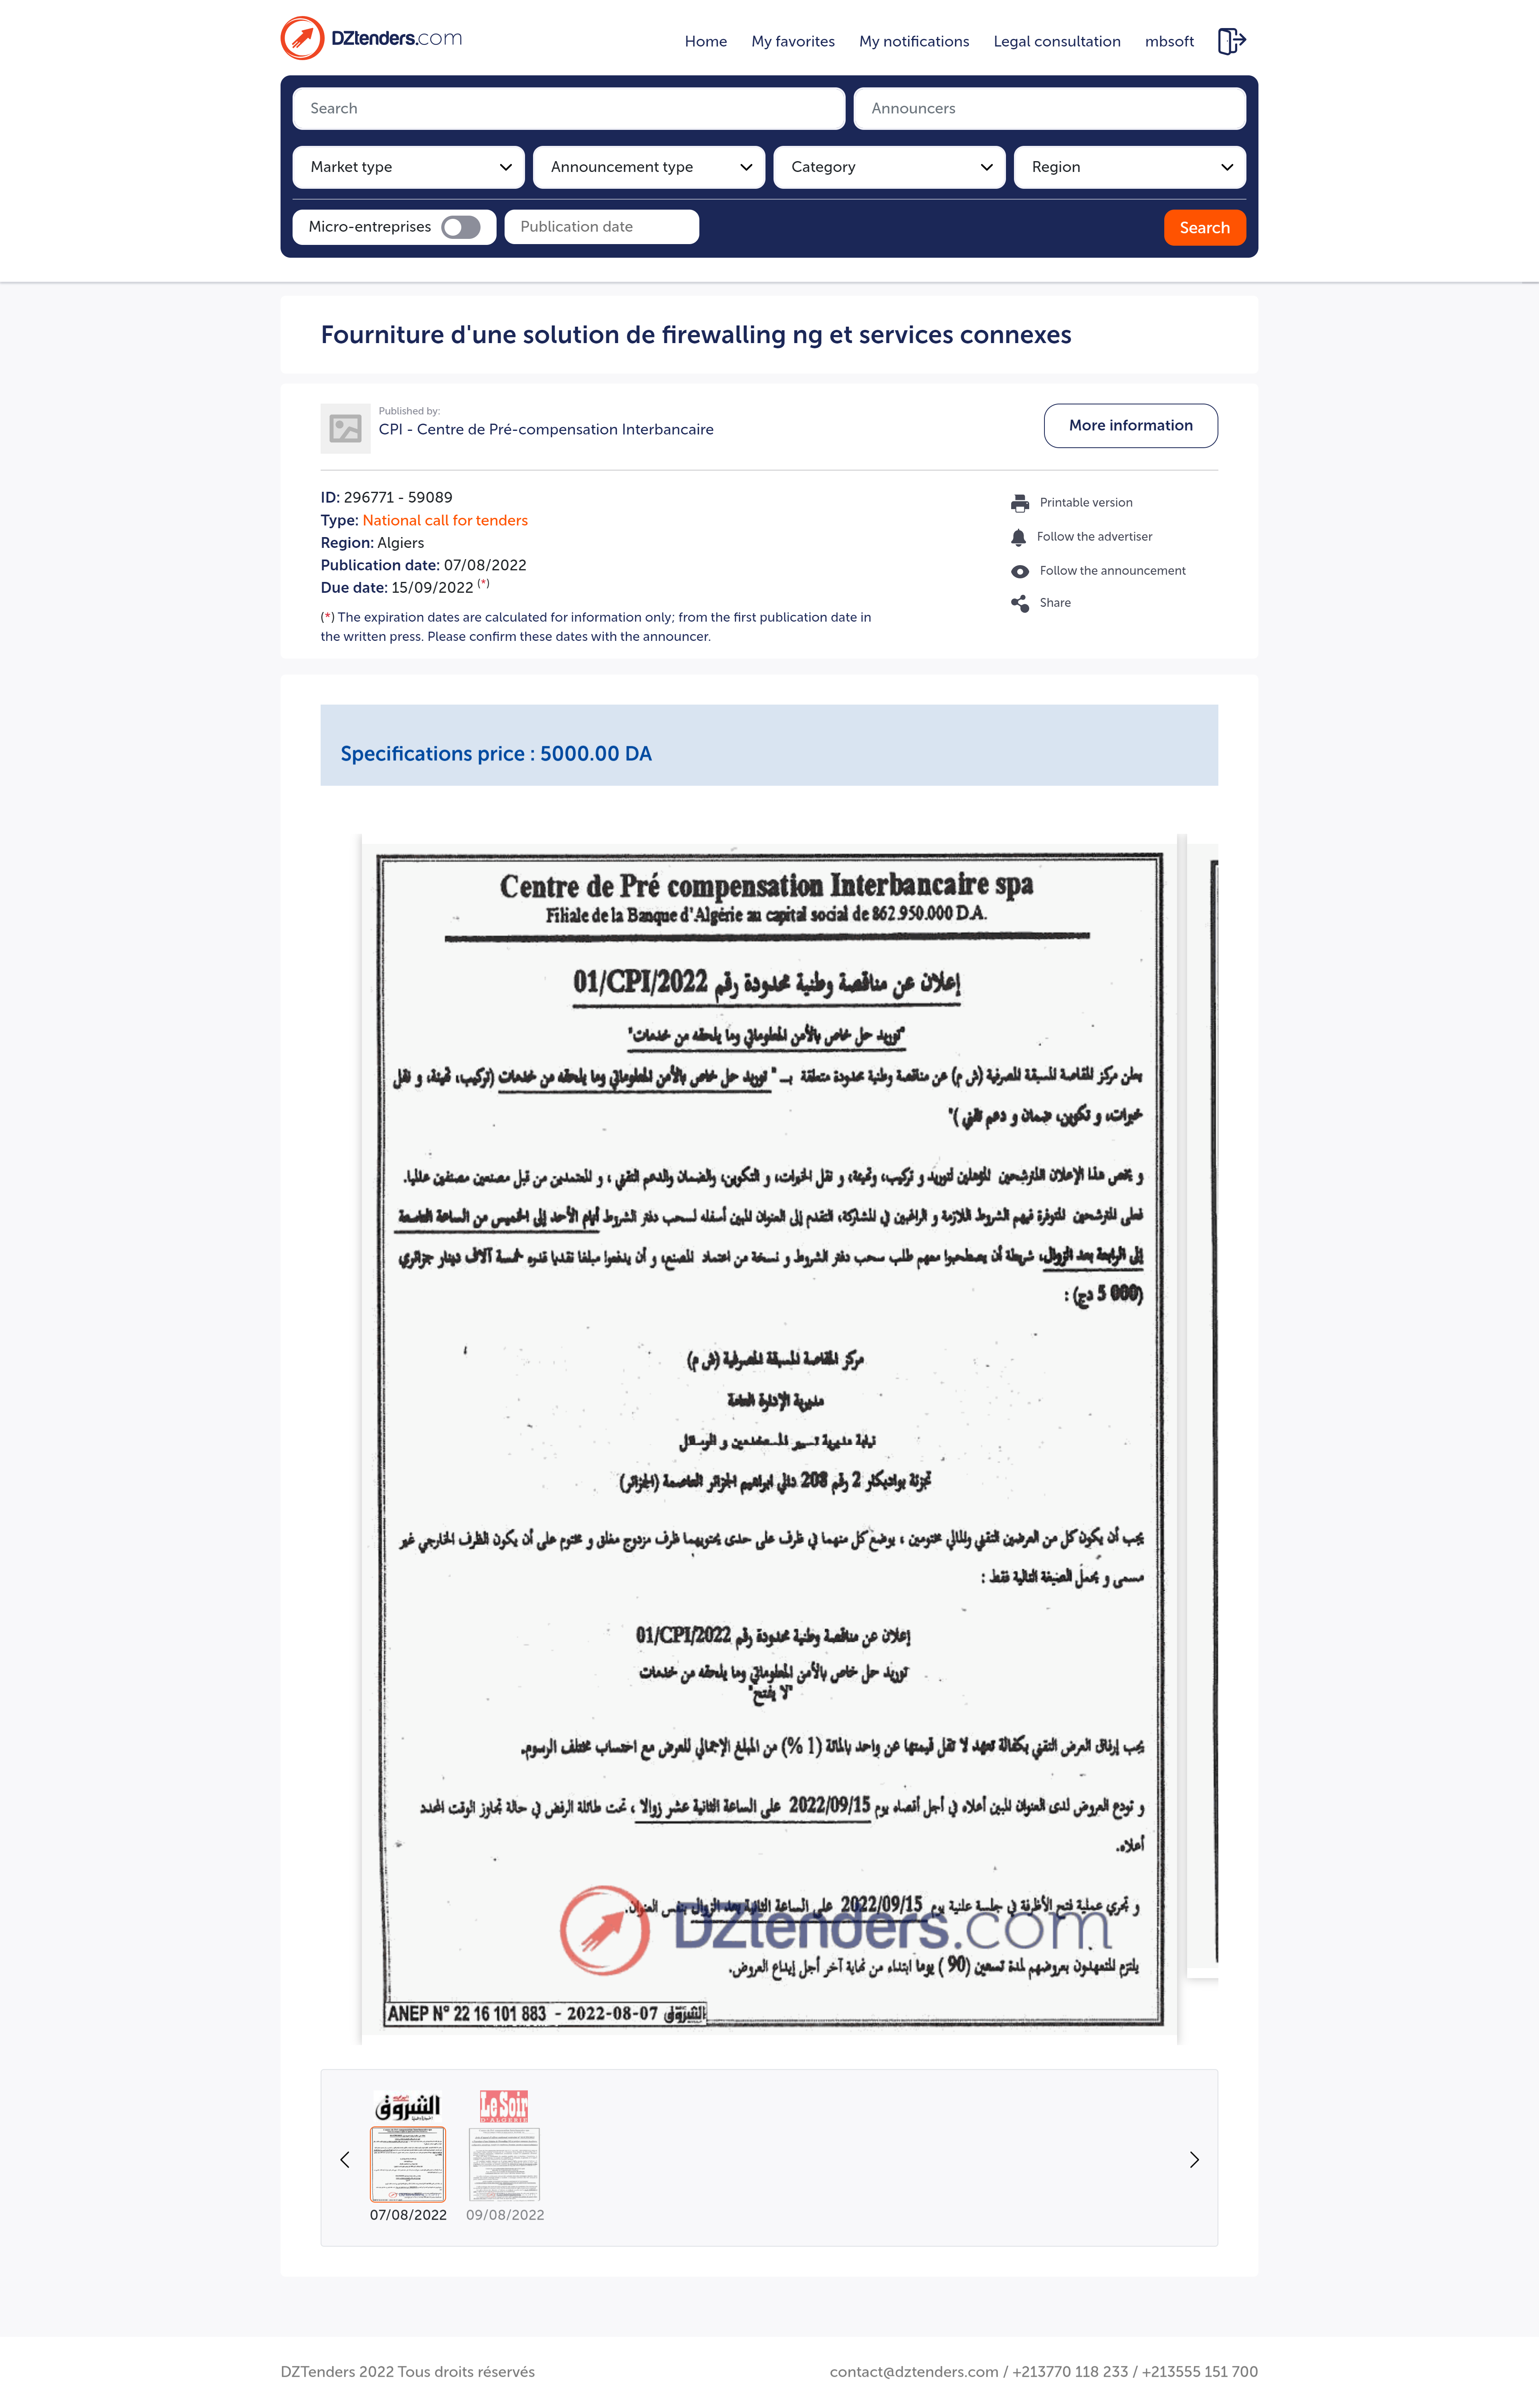 DZtenders.com
Home My favorites My notifications Legal consultation mbsoft
Search Announcers
Market type Announcement type Category Region
Micro-entreprises Publication date Search
Fourniture d'une solution de firewalling ng et services connexes
Published by:
CPI - Centre de Pré-compensation Interbancaire
More information
ID: 296771 - 59089
Type: National call for tenders
Region: Algiers
Publication date: 07/08/2022
Due date: 15/09/2022 (*)
(*) The expiration dates are calculated for information only; from the first publication date in
the written press. Please confirm these dates with the announcer.
Printable version
Follow the advertiser
Follow the announcement
Share
Specifications price : 5000.00 DA
Centre de Pré compensation Interbancaire spa
Filiale de la Banque d'Algérie au capital social de 862.950.000 D.A.
إعلان عن مناقصة وطنية محدودة رقم 01/CPI/2022
"توريد حل خاص بالأمن المعلوماتي وما يلحقه من خدمات"
يعلن مركز المقاصة المسبقة المصرفية (ش م) عن مناقصة وطنية محدودة متعلقة بــ " توريد حل خاص بالأمن المعلوماتي وما يلحقه من خدمات (تركيب، تهيئة، و نقل
خبرات، و تكوين، ضمان و دعم تقني )"
و يخص هذا الإعلان المترشحين المؤهلين لتوريد و تركيب، وتهيئة، و نقل الخبرات، و التكوين، والضمان والدعم التقني ، و المعتمدين من قبل مصنعين مصنفين عالميا.
فعلى المترشحين المتوفرة فيهم الشروط اللازمة و الراغبين في المشاركة، التقدم إلى العنوان المبين أسفله لسحب دفتر الشروط أيام الأحد إلى الخميس من الساعة التاسعة
إلى الرابعة بعد الزوال، شريطة أن يصطحبوا معهم طلب سحب دفتر الشروط و نسخة من اعتماد المصنع، و أن يدفعوا مبلغا نقديا قدره خمسة آلاف دينار جزائري
(000 5 دج) :
مركز المقاصة المسبقة المصرفية (ش م)
مديرية الإدارة العامة
نيابة مديرية تسيير المستخدمين و الوسائل
تجزئة بواديكار 2 رقم 208 دالي ابراهيم الجزائر العاصمة (الجزائر)
يجب أن يكون كل من العرضين التقني والمالي مختومين ، يوضع كل منهما في ظرف على حدى يحتويهما ظرف مزدوج مغلق و مختوم على أن يكون الظرف الخارجي غير
مسمى و يحمل الصيغة التالية فقط :
إعلان عن مناقصة وطنية محدودة رقم 01/CPI/2022
توريد حل خاص بالأمن المعلوماتي وما يلحقه من خدمات
"لا يفتح"
يجب إرفاق العرض التقني بكفالة تعهد لا تقل قيمتها عن واحد بالمائة (1 %) من المبلغ الإجمالي للعرض مع احتساب مختلف الرسوم.
و تودع العروض لدى العنوان المبين أعلاه في أجل أقصاه يوم 2022/09/15 على الساعة الثانية عشر زوالا ، تحت طائلة الرفض في حالة تجاوز الوقت المحدد
أعلاه.
و تجري عملية فتح الأظرفة في جلسة علنية يوم 2022/09/15 على الساعة الثانية بعد الزوال بنفس العنوان.
DZtenders.com
يلتزم المتعهدون بعروضهم لمدة تسعين (90 ) يوما ابتداء من نهاية آخر أجل إيداع العروض.
ANEP N° 22 16 101 883 - 2022-08-07 الشروق
الشروق Le Soir
D'ALGERIE
07/08/2022 09/08/2022
DZTenders 2022 Tous droits réservés
contact@dztenders.com / +213770 118 233 / +213555 151 700